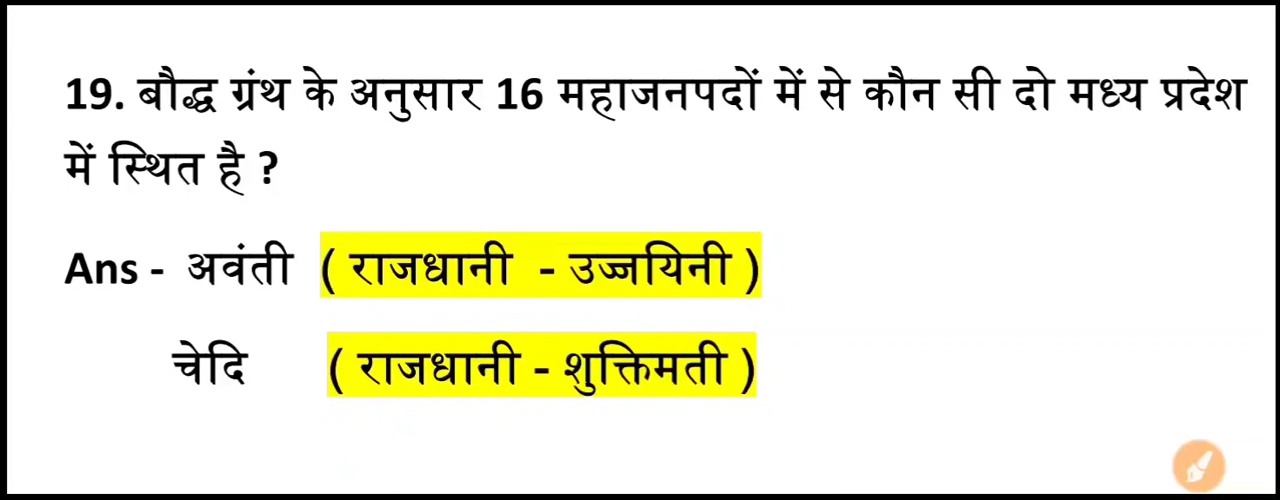 19. बौद्ध ग्रंथ के अनुसार 16 महाजनपदों में से कौन सी दो मध्य प्रदेश
में स्थित है ?
Ans - अवंती ( राजधानी - उज्जयिनी )
चेदि ( राजधानी - शुक्तिमती )